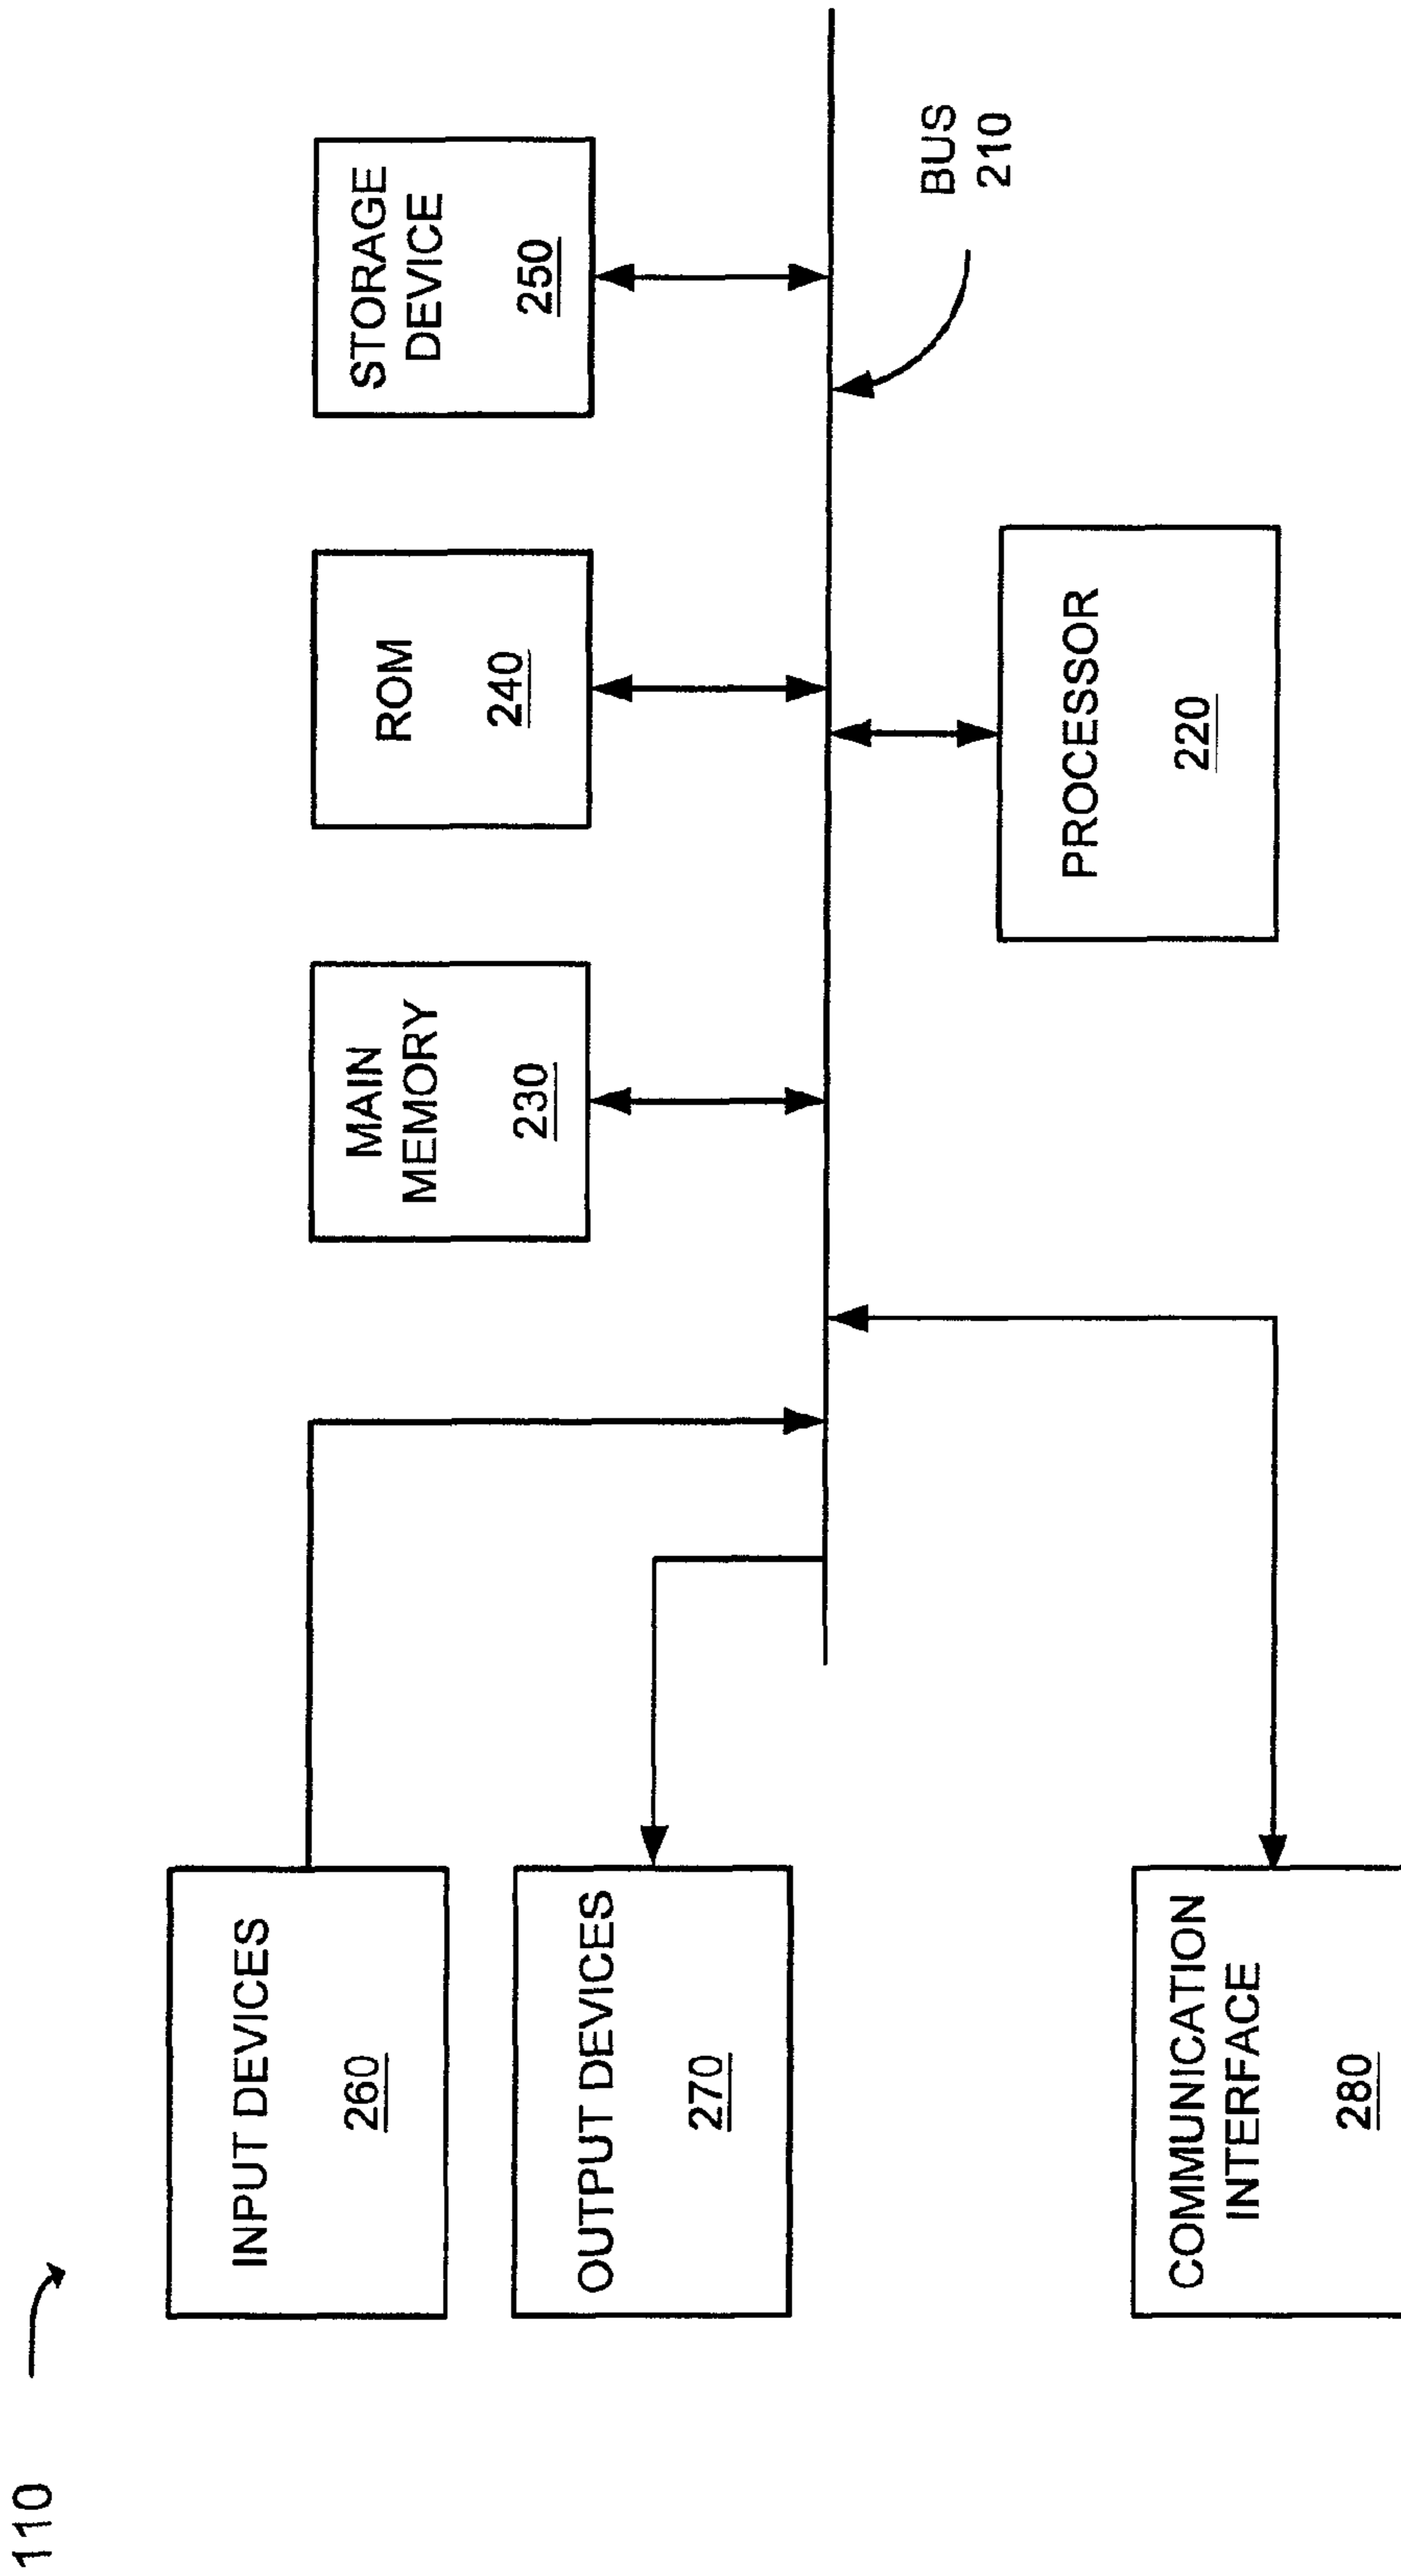 110
INPUT DEVICES
260
OUTPUT DEVICES
270
COMMUNICATION
INTERFACE
280
MAIN
MEMORY
230
ROM
240
STORAGE
DEVICE
250
PROCESSOR
220
BUS
210